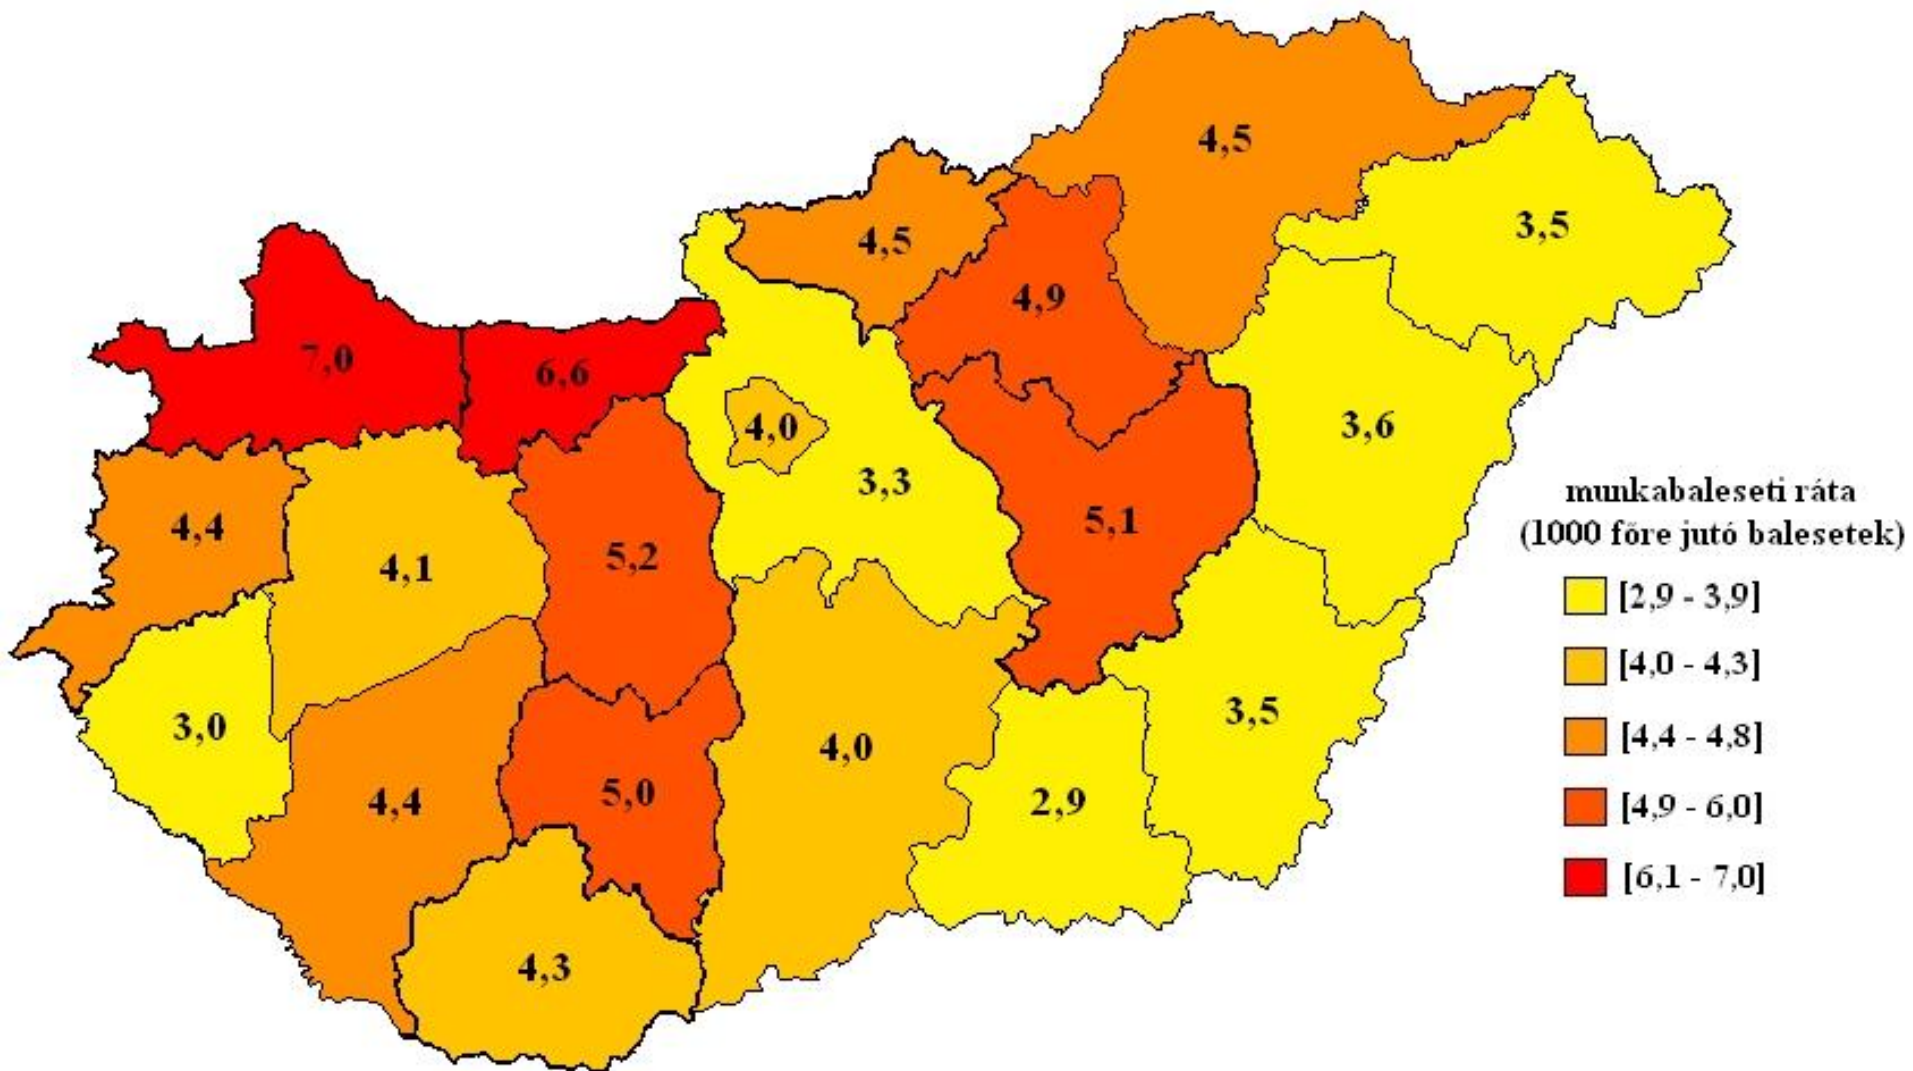 4,5
3,5
4,5
4,9
7,0
6,6
4,0
3,6
3,3
4,4
4,1
5,2
5,1
3,0
4,4
5,0
4,0
3,5
2,9
4,3
munkabaleseti ráta
(1000 főre jutó balesetek)
[2,9 - 3,9]
[4,0 - 4,3]
[4,4 - 4,8]
[4,9 - 6,0]
[6,1 - 7,0]